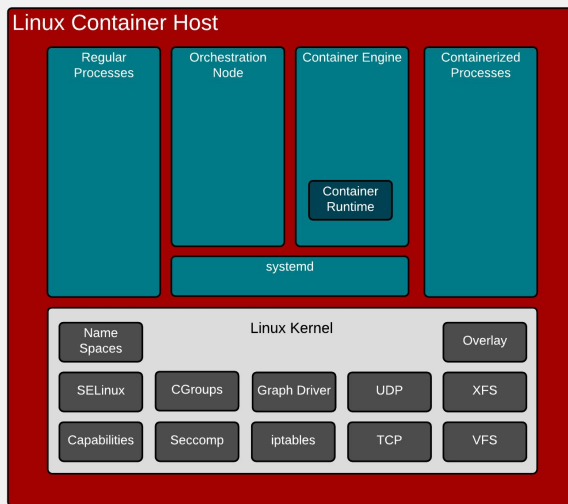 Linux Container Host
Regular
Processes
Orchestration
Node
Container Engine
Containerized
Processes
Container
Runtime
systemd
Linux Kernel
Name
Spaces
Overlay
SELinux
CGroups
Graph Driver
UDP
XFS
Capabilities
Seccomp
iptables
TCP
VFS